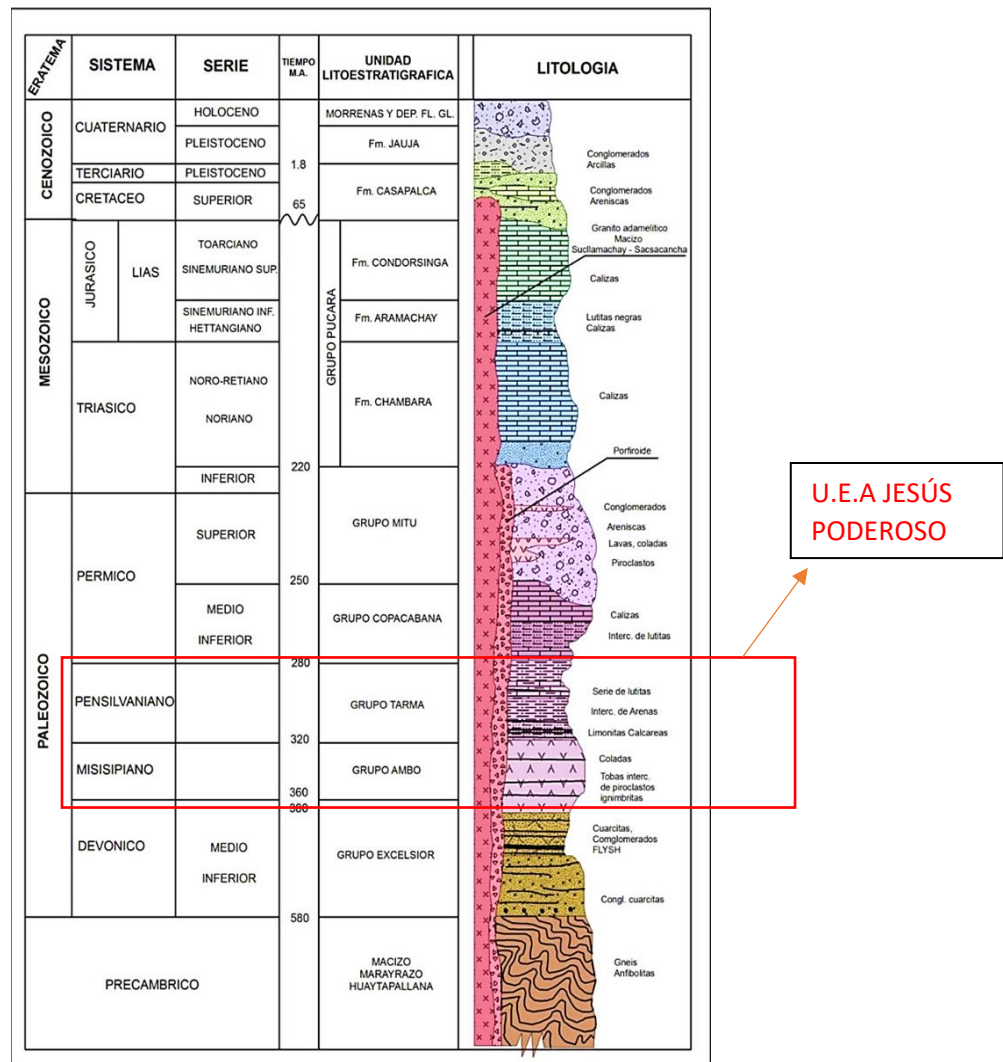 ERATEMA
SISTEMA
SERIE
TIEMPO
M.A.
UNIDAD
LITOESTRATIGRAFICA
LITOLOGIA
CENOZOICO
CUATERNARIO
HOLOCENO
MORRENAS Y DEP. FL. GL.
PLEISTOCENO
Fm. JAUJA
1.8
Conglomerados
Arcillas
TERCIARIO
PLEISTOCENO
Fm. CASAPALCA
CRETACEO
SUPERIOR
65
Conglomerados
Areniscas
Granito adamelitico
Macizo
Sucllamachay - Sacsacancha
MESOZOICO
JURASICO
LIAS
TOARCIANO
SINEMURIANO SUP.
GRUPO PUCARA
Fm. CONDORSINGA
Calizas
SINEMURIANO INF.
HETTANGIANO
Fm. ARAMACHAY
Lutitas negras
Calizas
TRIASICO
NORO-RETIANO
NORIANO
Fm. CHAMBARA
Calizas
Porfiroide
220
INFERIOR
GRUPO MITU
Conglomerados
Areniscas
Lavas, coladas
Piroclastos
PALEOZOICO
PERMICO
SUPERIOR
250
MEDIO
INFERIOR
GRUPO COPACABANA
Calizas
Interc. de lutitas
280
PENSILVANIANO
GRUPO TARMA
Serie de lutitas
Interc. de Arenas
Limonitas Calcareas
320
MISISIPIANO
GRUPO AMBO
Coladas
Tobas interc.
de piroclastos
ignimbritas
360
DEVONICO
MEDIO
INFERIOR
GRUPO EXCELSIOR
Cuarcitas,
Comglomerados
FLYSH
Congl. cuarcitas
580
PRECAMBRICO
MACIZO
MARAYRAZO
HUAYTAPALLANA
Gneis
Anfibolitas
U.E.A JESÚS
PODEROSO